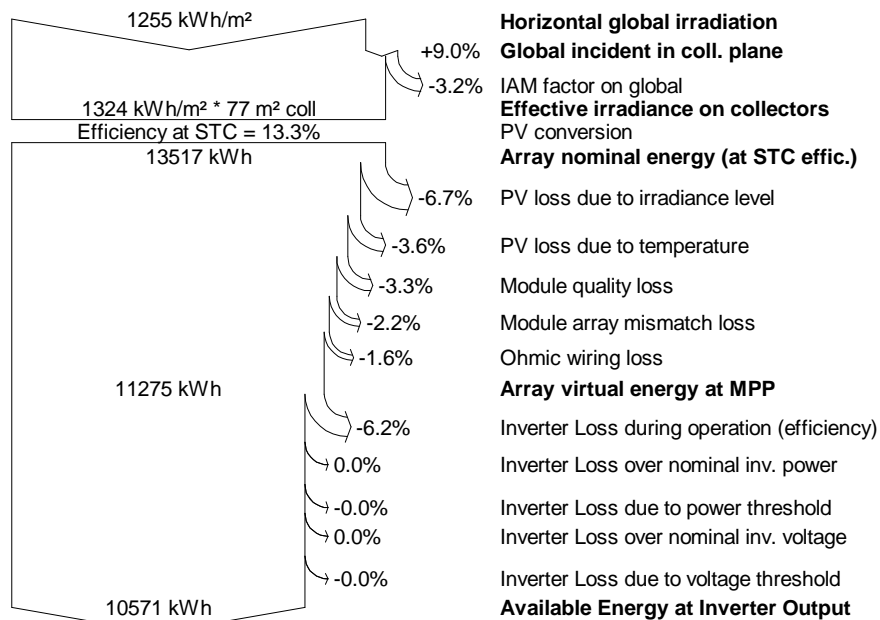 1255 kWh/m² Horizontal global irradiation
+9.0% Global incident in coll. plane
-3.2% IAM factor on global
1324 kWh/m² * 77 m² coll Effective irradiance on collectors
Efficiency at STC = 13.3% PV conversion
13517 kWh Array nominal energy (at STC effic.)
-6.7% PV loss due to irradiance level
-3.6% PV loss due to temperature
-3.3% Module quality loss
-2.2% Module array mismatch loss
-1.6% Ohmic wiring loss
11275 kWh Array virtual energy at MPP
-6.2% Inverter Loss during operation (efficiency)
0.0% Inverter Loss over nominal inv. power
-0.0% Inverter Loss due to power threshold
0.0% Inverter Loss over nominal inv. voltage
-0.0% Inverter Loss due to voltage threshold
10571 kWh Available Energy at Inverter Output